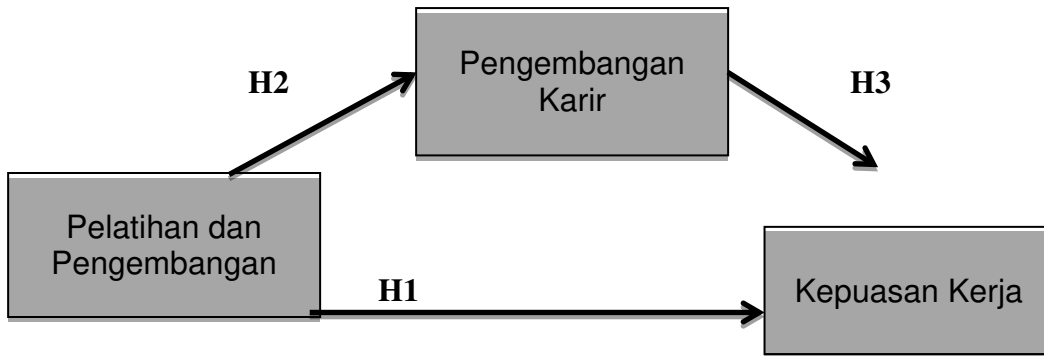 Pengembangan
Karir
H2
H3
Pelatihan dan
Pengembangan
H1
Kepuasan Kerja